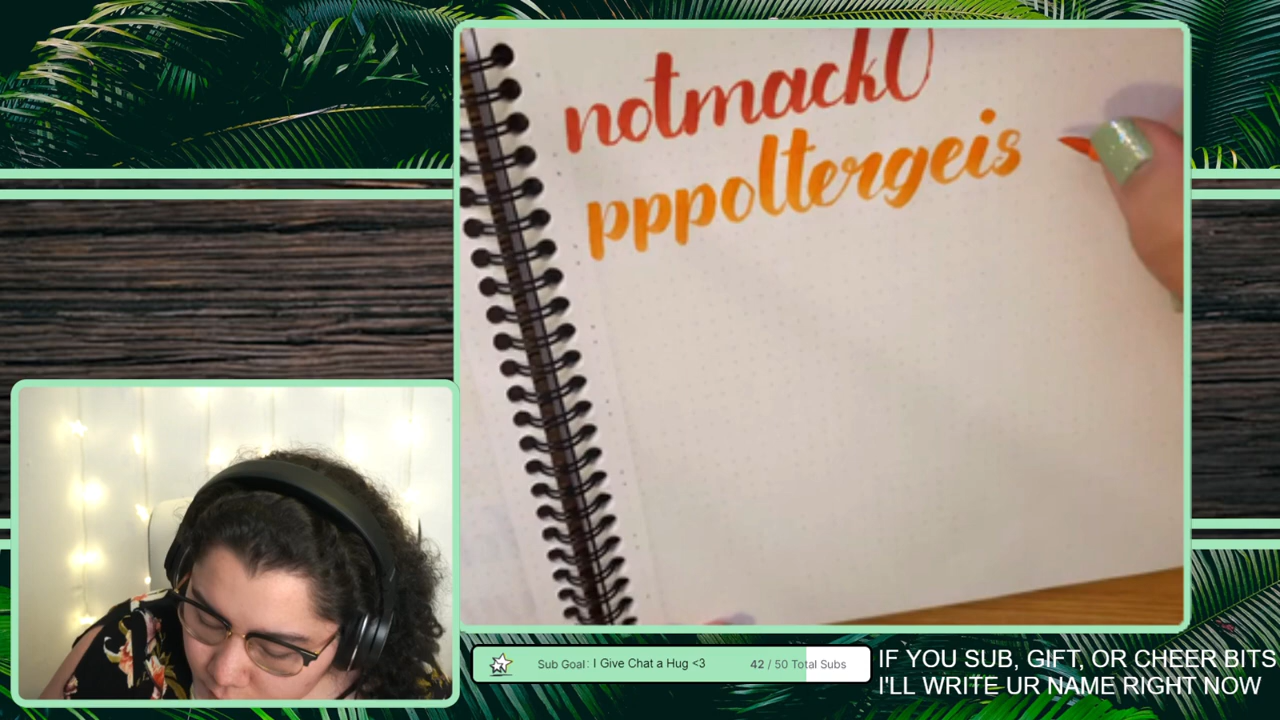 notmack0
pppoltergeis
Sub Goal: I Give Chat a Hug <3 42 / 50 Total Subs
IF YOU SUB, GIFT, OR CHEER BITS
I'LL WRITE UR NAME RIGHT NOW